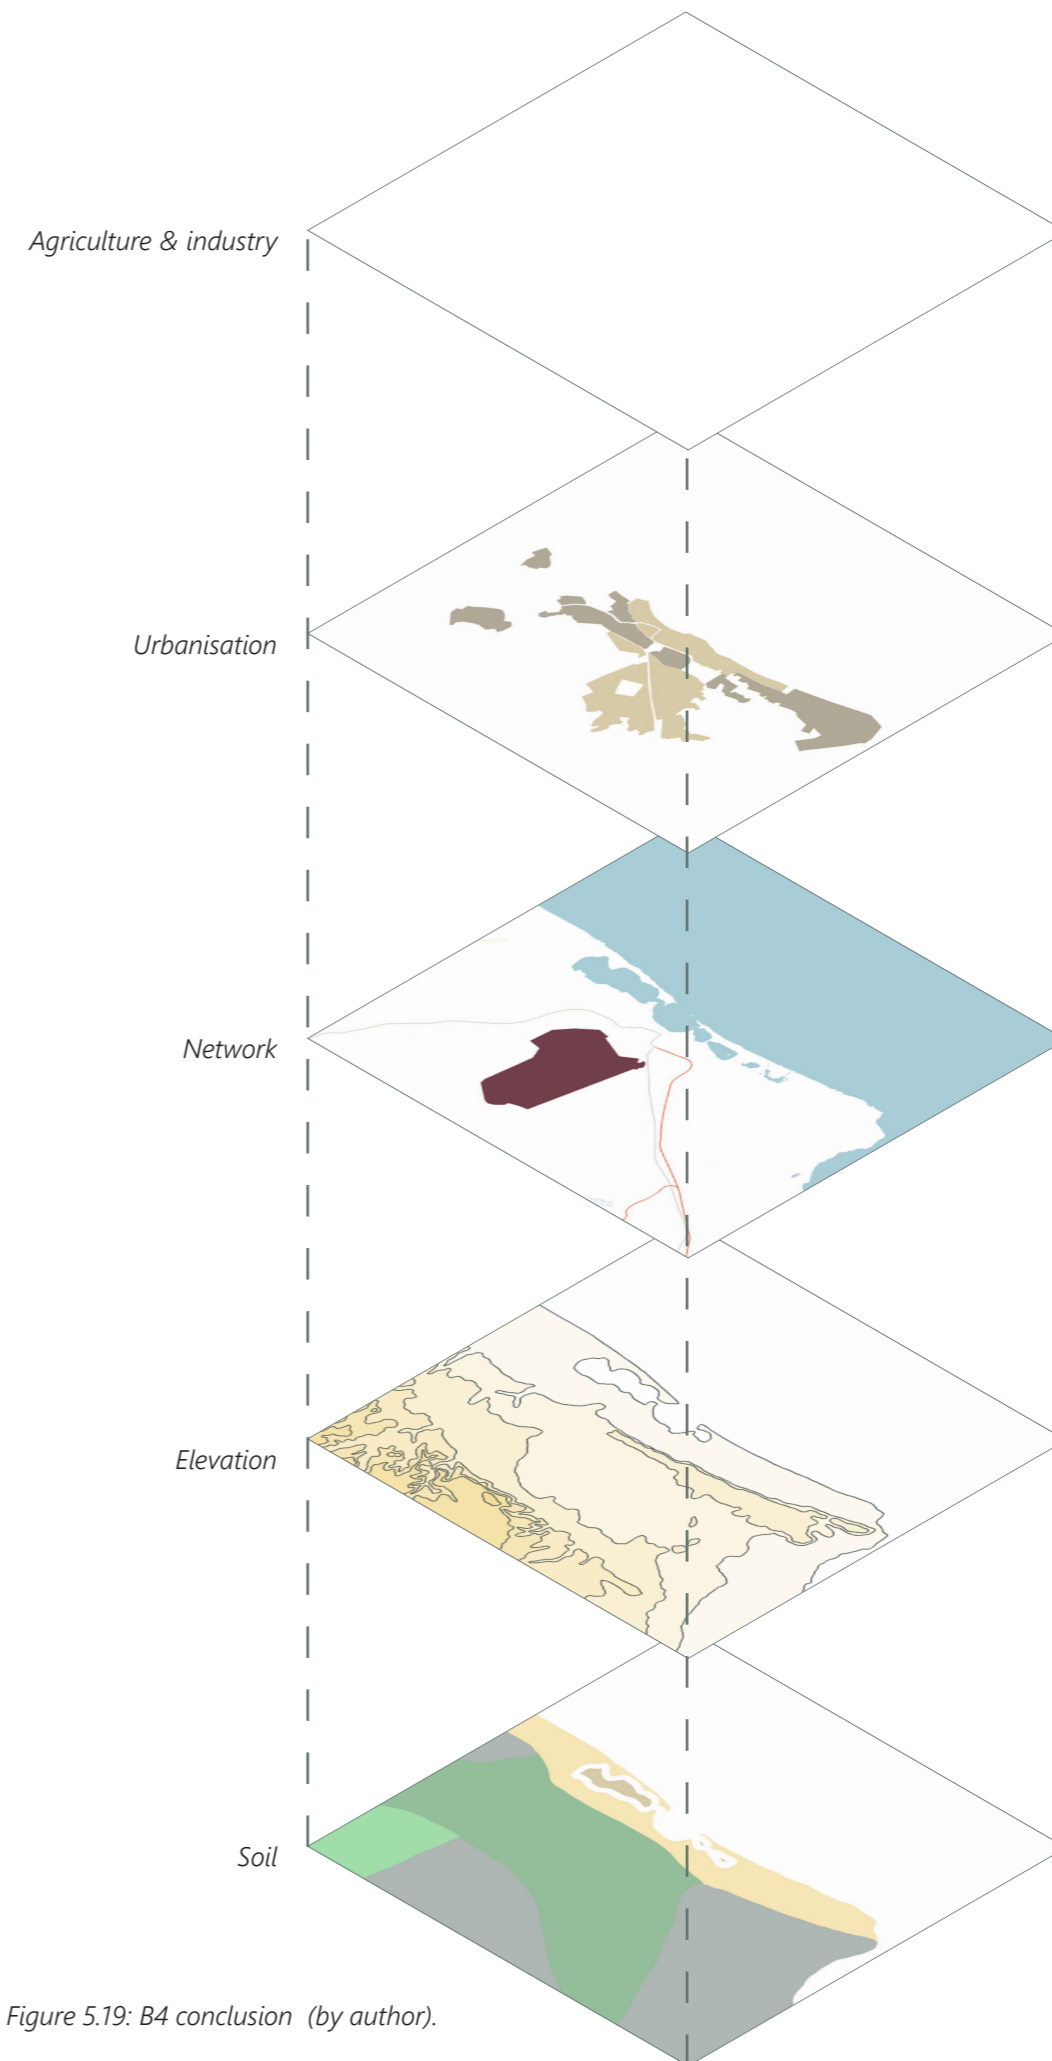 Agriculture & industry
Urbanisation
Network
Elevation
Soil
Figure 5.19: B4 conclusion (by author).